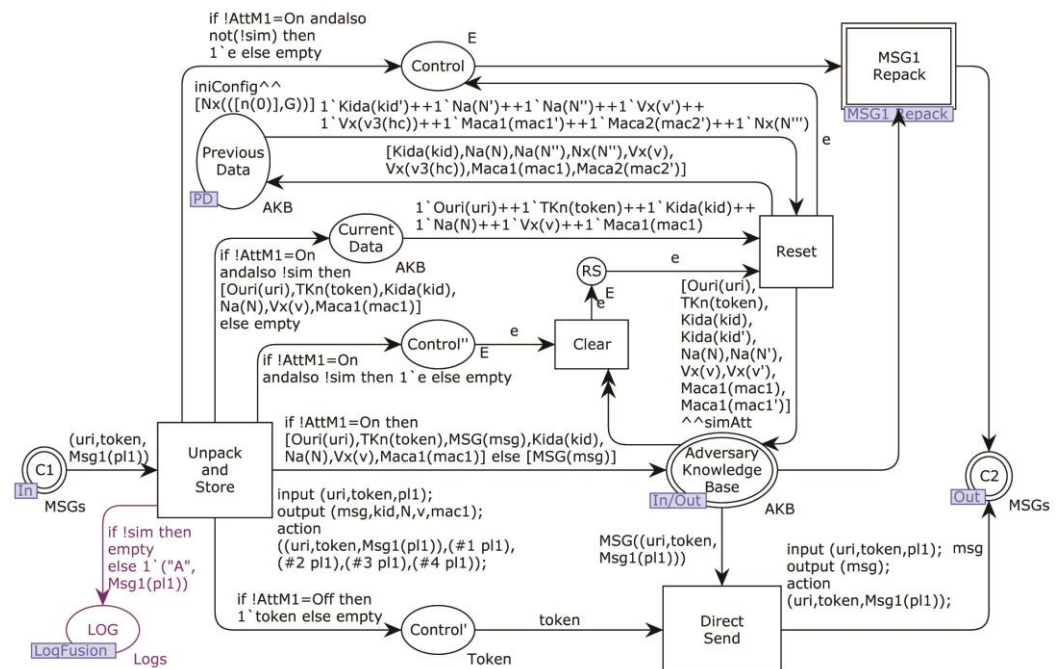 if !AttM1=On andalso
not(!sim) then
1`e else empty
E
Control
MSG1
Repack
MSG1 Repack
iniConfig^^
[Nx(([n(0)],G))]
1`Kida(kid')++1`Na(N')++1`Na(N'')++1`Vx(v')++
1`Vx(v3(hc))++1`Maca1(mac1')++1`Maca2(mac2')++1`Nx(N''')
e
Previous
Data
PD
AKB
[Kida(kid),Na(N),Na(N''),Nx(N''),Vx(v),
Vx(v3(hc)),Maca1(mac1),Maca2(mac2')]
Current
Data
AKB
1`Ouri(uri)++1`TKn(token)++1`Kida(kid)++
1`Na(N)++1`Vx(v)++1`Maca1(mac1)
Reset
if !AttM1=On
andalso !sim then
[Ouri(uri),TKn(token),Kida(kid),
Na(N),Vx(v),Maca1(mac1)]
else empty
RS
E
e
e
[Ouri(uri),
TKn(token),
Kida(kid),
Kida(kid'),
Na(N),Na(N'),
Vx(v),Vx(v'),
Maca1(mac1),
Maca1(mac1')]
^^simAtt
Control''
E
e
Clear
if !AttM1=On
andalso !sim then 1`e else empty
(uri,token,
Msg1(pl1))
C1
In
MSGs
Unpack
and
Store
if !AttM1=On then
[Ouri(uri),TKn(token),MSG(msg),Kida(kid),
Na(N),Vx(v),Maca1(mac1)] else [MSG(msg)]
Adversary
Knowledge
Base
In/Out
AKB
C2
Out
MSGs
input (uri,token,pl1);
output (msg,kid,N,v,mac1);
action
((uri,token,Msg1(pl1)),(#1 pl1),
(#2 pl1),(#3 pl1),(#4 pl1));
if !sim then
empty
else 1`("A",
Msg1(pl1))
LOG
LogFusion
Logs
MSG((uri,token,
Msg1(pl1)))
input (uri,token,pl1);
output (msg);
action
(uri,token,Msg1(pl1));
msg
if !AttM1=Off then
1`token else empty
Control'
Token
token
Direct
Send